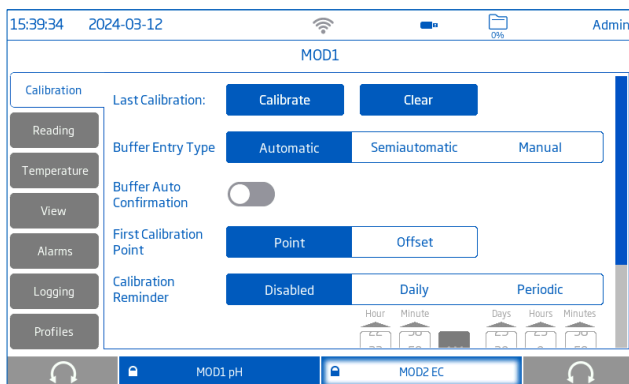 15:39:34 2024-03-12 0% Admin
MOD1
Calibration
Last Calibration: Calibrate Clear
Reading
Buffer Entry Type Automatic Semiautomatic Manual
Temperature
Buffer Auto
Confirmation
View
First Calibration
Point
Point Offset
Alarms
Calibration
Reminder
Disabled Daily Periodic
Logging
Hour Minute Days Hours Minutes
Profiles
MOD1 pH MOD2 EC